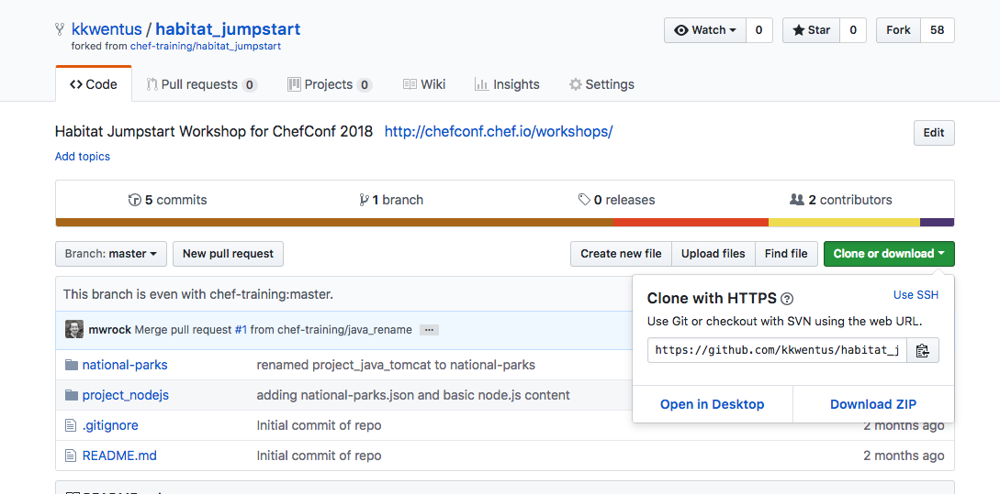 kkwentus / habitat_jumpstart
forked from chef-training/habitat_jumpstart
Watch 0 Star 0 Fork 58
Code Pull requests 0 Projects 0 Wiki Insights Settings
Habitat Jumpstart Workshop for ChefConf 2018 http://chefconf.chef.io/workshops/ Edit
Add topics
5 commits 1 branch 0 releases 2 contributors
Branch: master New pull request Create new file Upload files Find file Clone or download
This branch is even with chef-training:master.
Clone with HTTPS ? Use SSH
Use Git or checkout with SVN using the web URL.
https://github.com/kkwentus/habitat_j
Open in Desktop Download ZIP
mwrock Merge pull request #1 from chef-training/java_rename ...
national-parks renamed project_java_tomcat to national-parks
project_nodejs adding national-parks.json and basic node.js content
.gitignore Initial commit of repo 2 months ago
README.md Initial commit of repo 2 months ago